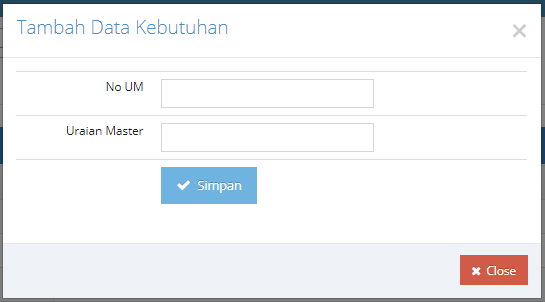 Tambah Data Kebutuhan
No UM
Uraian Master
Simpan
Close